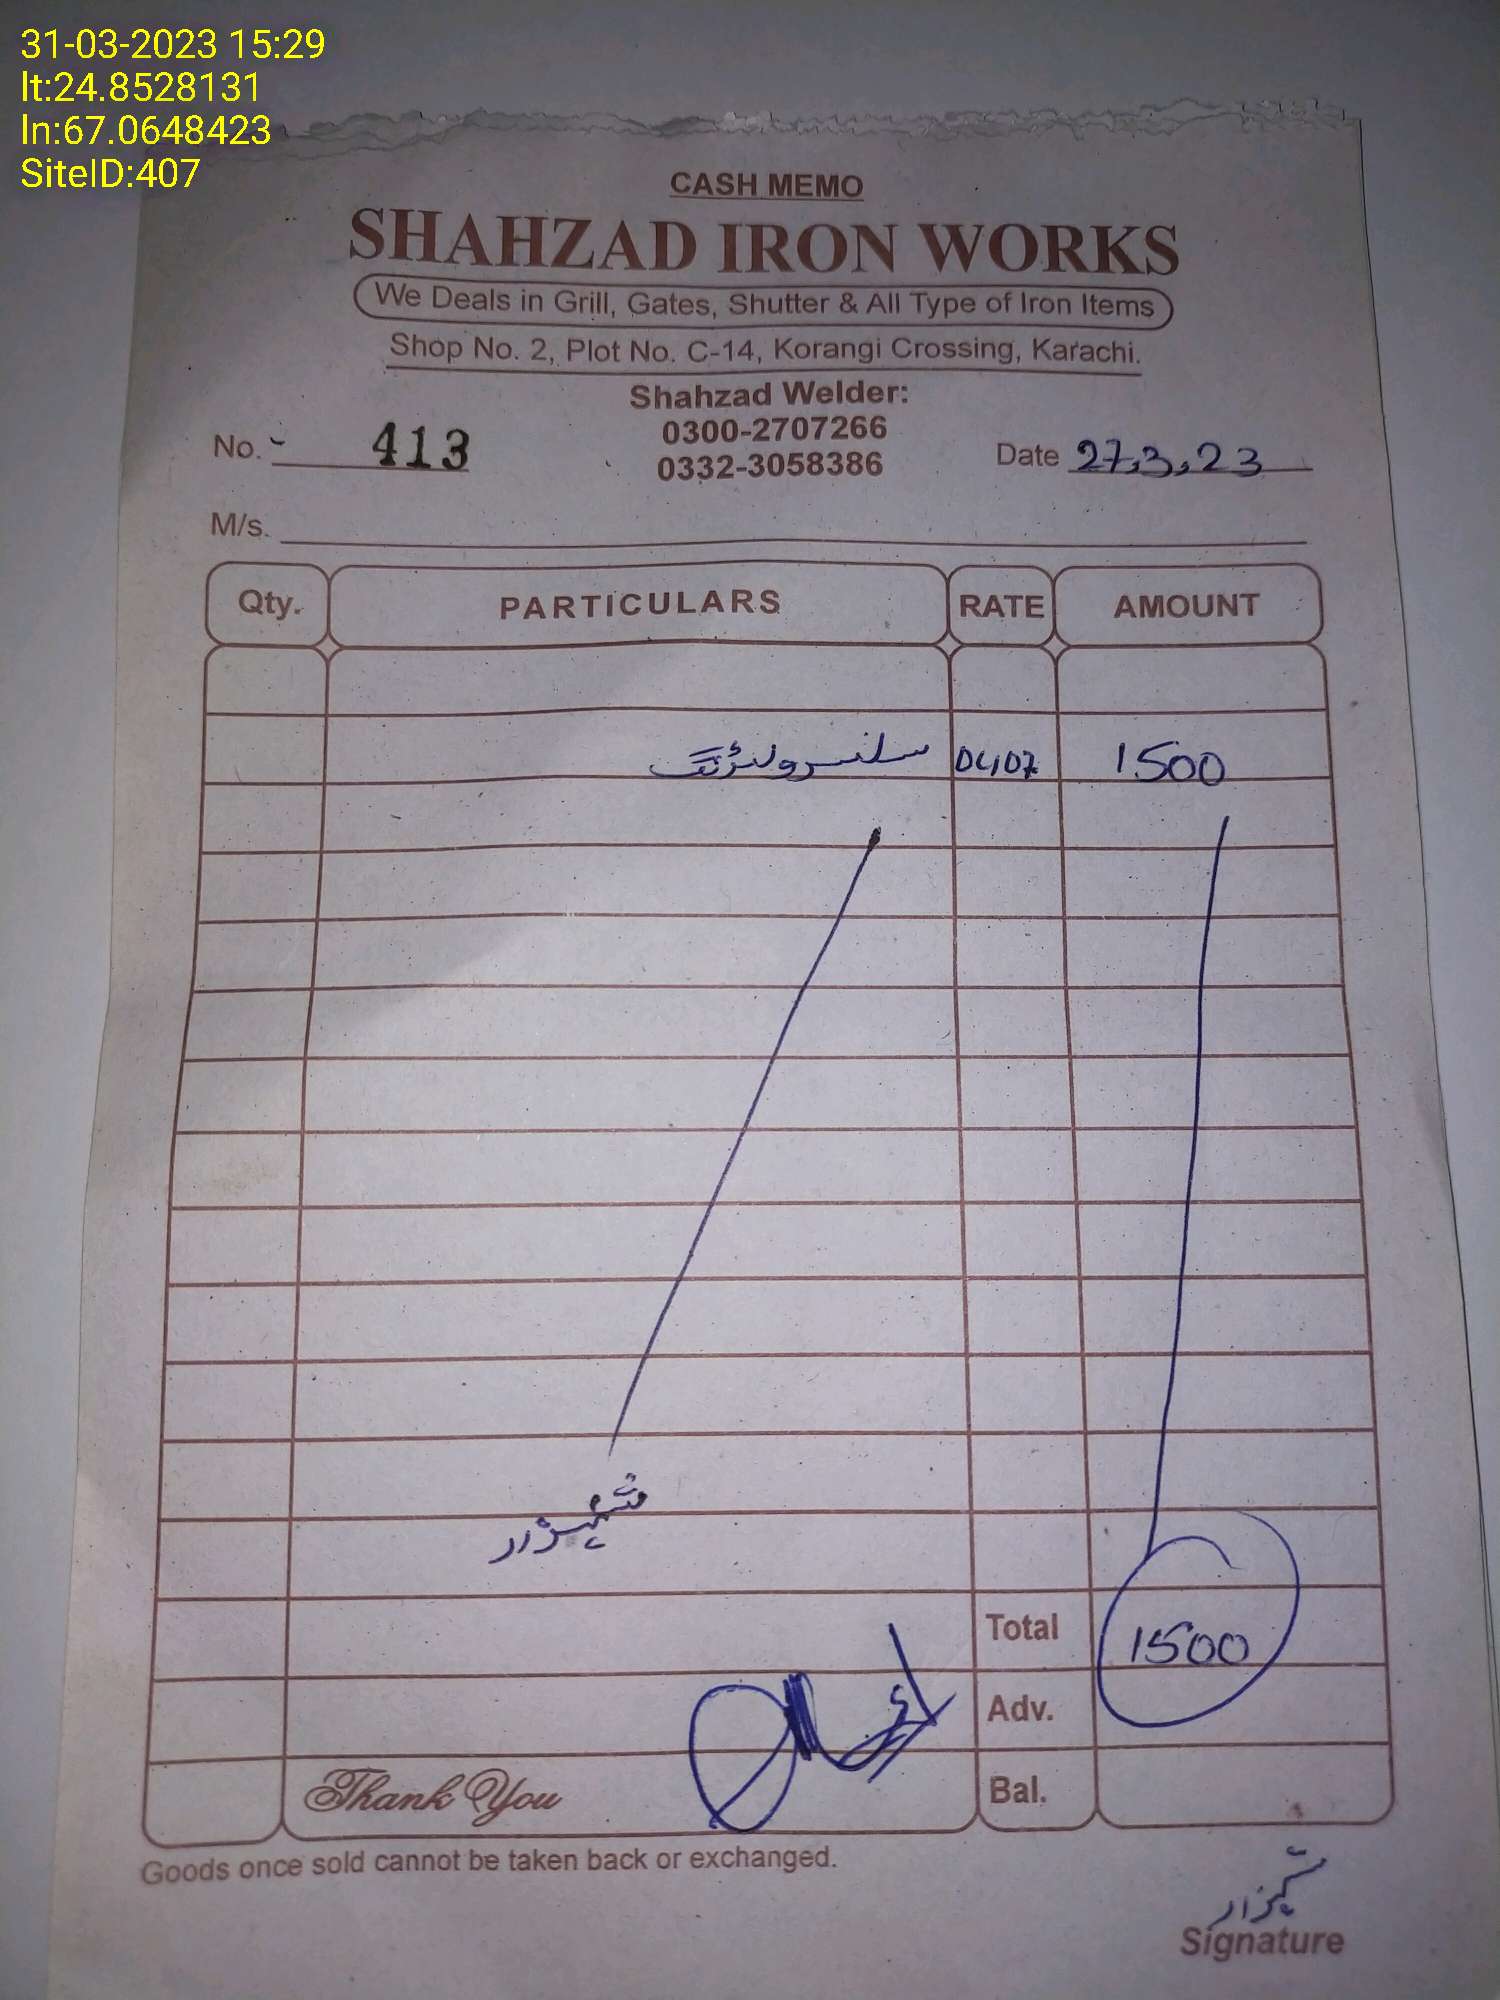 31-03-2023 15:29
lt:24.8528131
ln:67.0648423
SiteID:407
CASH MEMO
SHAHZAD IRON WORKS
We Deals in Grill, Gates, Shutter & All Type of Iron Items
Shop No. 2, Plot No. C-14, Korangi Crossing, Karachi.
Shahzad Welder:
0300-2707266
0332-3058386
No. 413
Date 27,3,23
M/s.
Qty. PARTICULARS RATE AMOUNT
1500
Total 1500
Adv.
Thank You Bal.
Goods once sold cannot be taken back or exchanged.
Signature